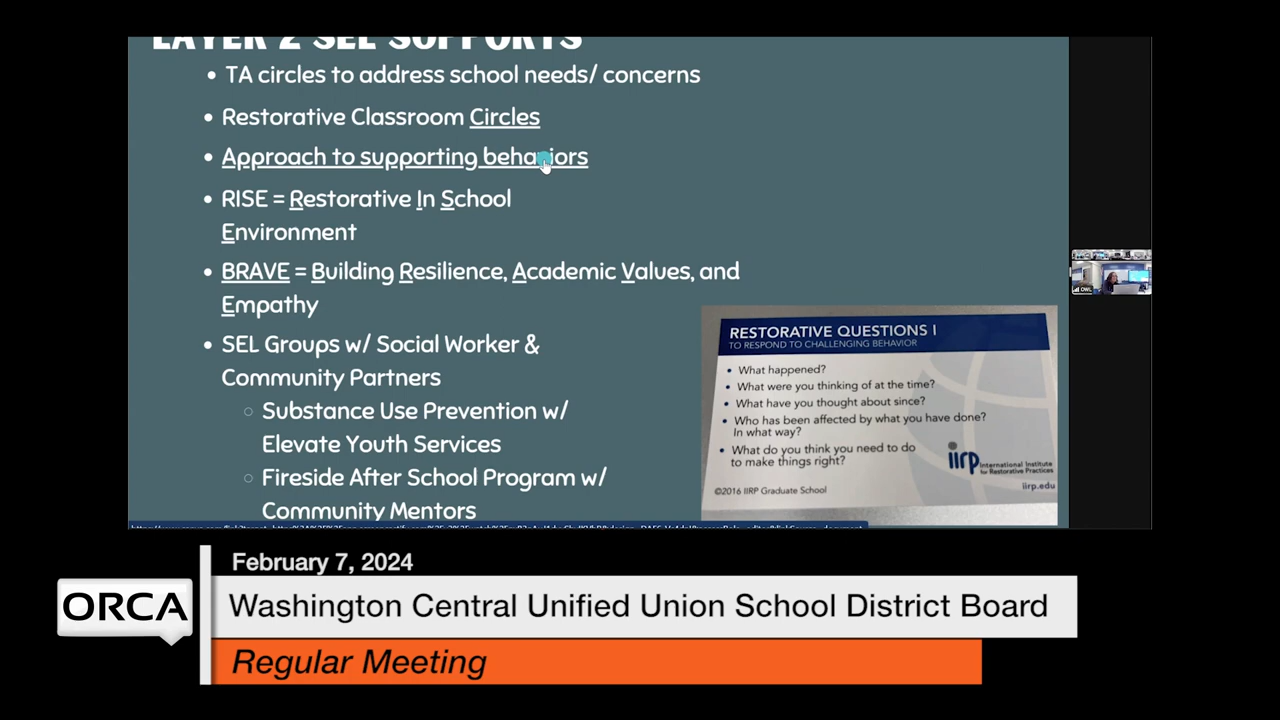 LAYER 2 SEL SUPPORTS
• TA circles to address school needs/ concerns
• Restorative Classroom Circles
• Approach to supporting behaviors
• RISE = Restorative In School
Environment
• BRAVE = Building Resilience, Academic Values, and
Empathy
• SEL Groups w/ Social Worker &
Community Partners
○ Substance Use Prevention w/
Elevate Youth Services
○ Fireside After School Program w/
Community Mentors
RESTORATIVE QUESTIONS I
TO RESPOND TO CHALLENGING BEHAVIOR
• What happened?
• What were you thinking of at the time?
• What have you thought about since?
• Who has been affected by what you have done?
In what way?
• What do you think you need to do
to make things right?
iirp International Institute
for Restorative Practices
©2016 IIRP Graduate School
iirp.edu
OWL
February 7, 2024
ORCA
Washington Central Unified Union School District Board
Regular Meeting